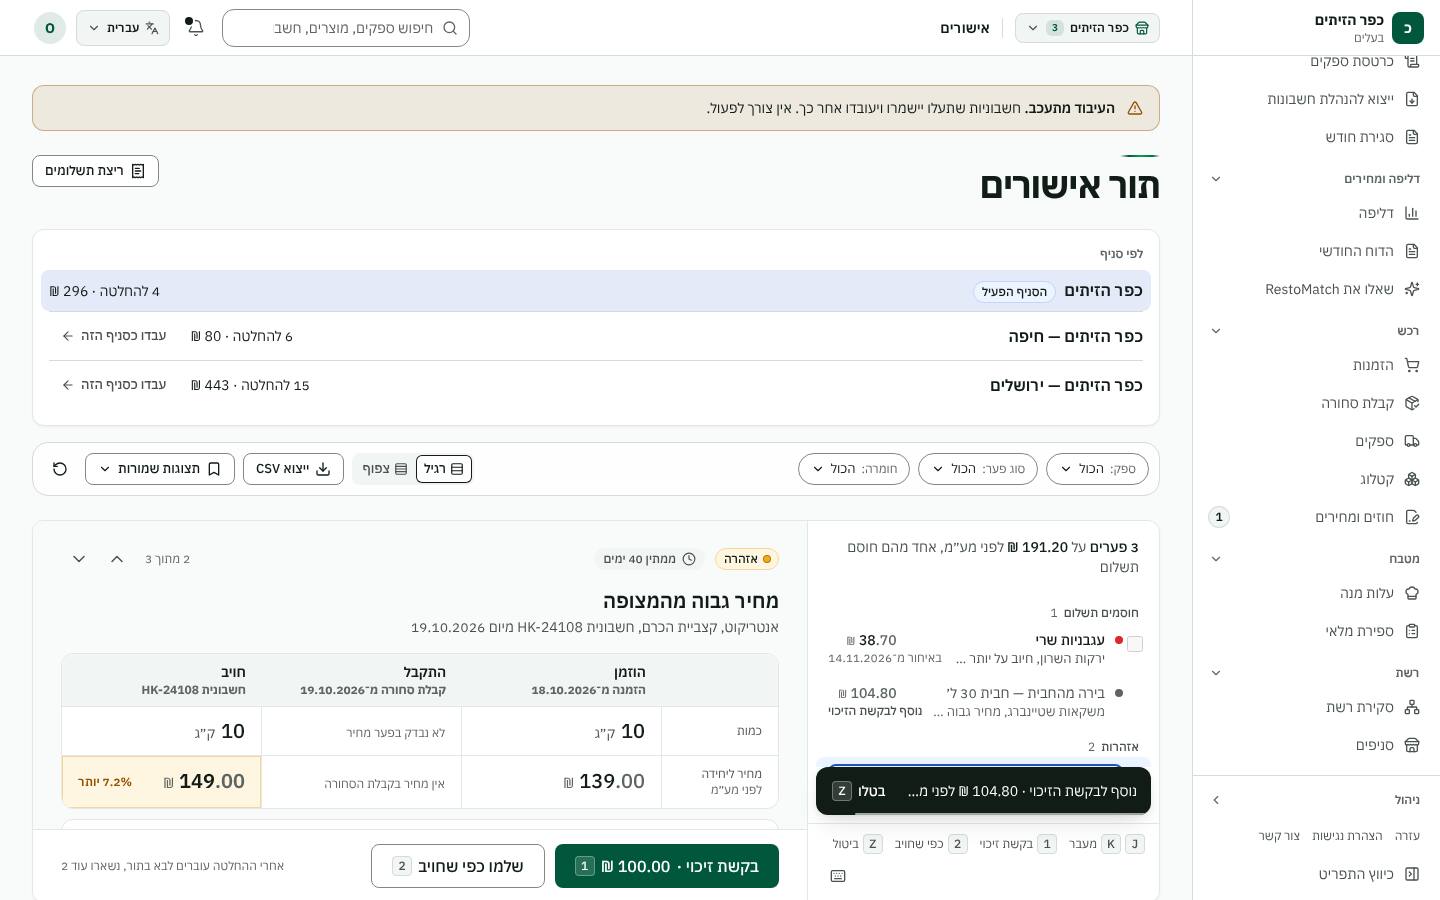 כ
כפר הזיתים
בעלים
כרטסת ספקים
ייצוא להנהלת חשבונות
סגירת חודש
דליפה ומחירים
דליפה
הדוח החודשי
שאלו את RestoMatch
רכש
הזמנות
קבלת סחורה
ספקים
קטלוג
חוזים ומחירים 1
מטבח
עלות מנה
ספירת מלאי
רשת
סקירת רשת
סניפים
ניהול
עזרה הצהרת נגישות צור קשר
כיווץ התפריט
כפר הזיתים 3
אישורים
חיפוש ספקים, מוצרים, חשב
עברית
O
העיבוד מתעכב. חשבוניות שתעלו יישמרו ויעובדו אחר כך. אין צורך לפעול.
תור אישורים
ריצת תשלומים
לפי סניף
כפר הזיתים הסניף הפעיל 4 להחלטה · 296 ₪
כפר הזיתים — חיפה 6 להחלטה · 80 ₪ עבדו כסניף הזה
כפר הזיתים — ירושלים 15 להחלטה · 443 ₪ עבדו כסניף הזה
ספק: הכול סוג פער: הכול חומרה: הכול
רגיל צפוף ייצוא CSV תצוגות שמורות
3 פערים על 191.20 ₪ לפני מע״מ, אחד מהם חוסם
תשלום
חוסמים תשלום 1
עגבניות שרי 38.70 ₪
ירקות השרון, חיוב על יותר ... באיחור מ־14.11.2026
בירה מהחבית — חבית 30 ל׳ 104.80 ₪
משקאות שטיינברג, מחיר גבוה ... נוסף לבקשת הזיכוי
אזהרות 2
נוסף לבקשת הזיכוי · 104.80 ₪ לפני מ... בטלו Z
J K מעבר 1 בקשת זיכוי 2 כפי שחויב Z ביטול
אזהרה ממתין 40 ימים 2 מתוך 3
מחיר גבוה מהמצופה
אנטריקוט, קצביית הכרם, חשבונית HK-24108 מיום 19.10.2026
הוזמן התקבל חויב
הזמנה מ־18.10.2026 קבלת סחורה מ־19.10.2026 חשבונית HK-24108
כמות 10 ק״ג לא נבדק בפער מחיר 10 ק״ג
מחיר ליחידה 139.00 ₪ אין מחיר בקבלת הסחורה 149.00 ₪ 7.2% יותר
לפני מע״מ
בקשת זיכוי · 100.00 ₪ 1 שלמו כפי שחויב 2 אחרי ההחלטה עוברים לבא בתור, נשארו עוד 2